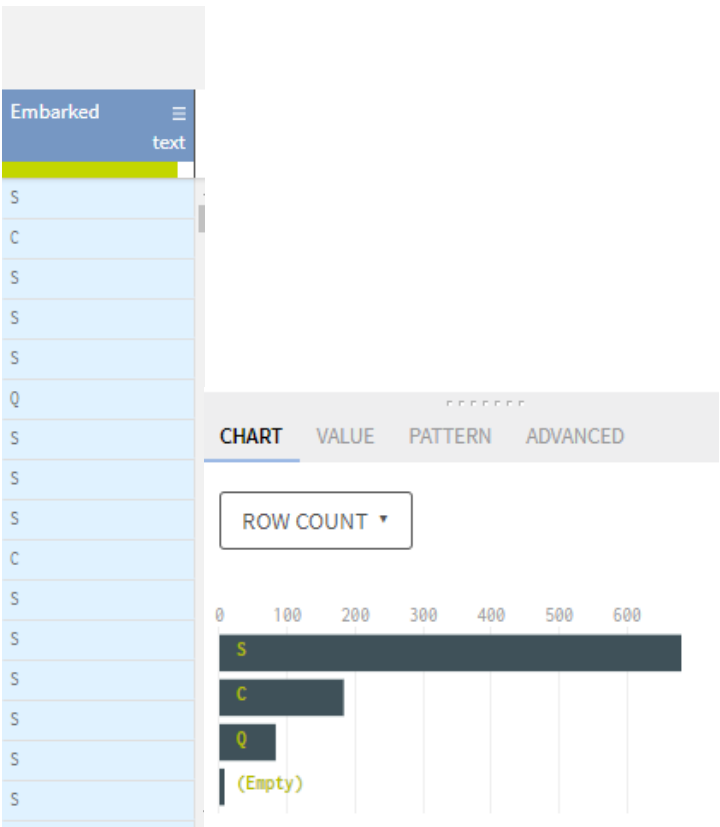 Embarked ☰
text
S
C
S
S
S
Q
S
S
S
C
S
S
S
S
S
S
CHART VALUE PATTERN ADVANCED
ROW COUNT ▾
0 100 200 300 400 500 600
S
C
Q
(Empty)